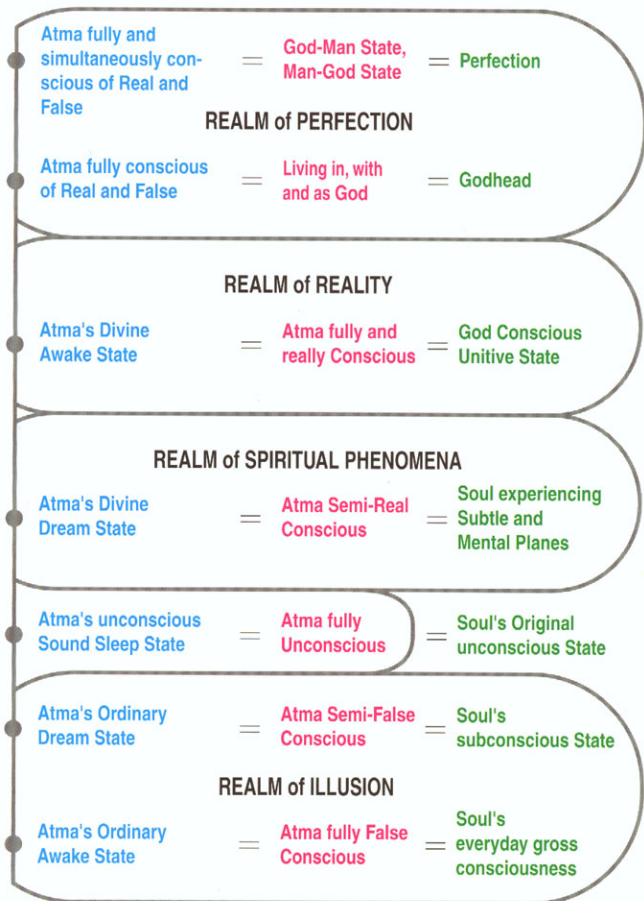 Atma fully and
simultaneously con-
scious of Real and
False
=
God-Man State,
Man-God State
=
Perfection
REALM of PERFECTION
Atma fully conscious
of Real and False
=
Living in, with
and as God
=
Godhead
REALM of REALITY
Atma's Divine
Awake State
=
Atma fully and
really Conscious
=
God Conscious
Unitive State
REALM of SPIRITUAL PHENOMENA
Atma's Divine
Dream State
=
Atma Semi-Real
Conscious
=
Soul experiencing
Subtle and
Mental Planes
Atma's unconscious
Sound Sleep State
=
Atma fully
Unconscious
=
Soul's Original
unconscious State
Atma's Ordinary
Dream State
=
Atma Semi-False
Conscious
=
Soul's
subconscious State
REALM of ILLUSION
Atma's Ordinary
Awake State
=
Atma fully False
Conscious
=
Soul's
everyday gross
consciousness